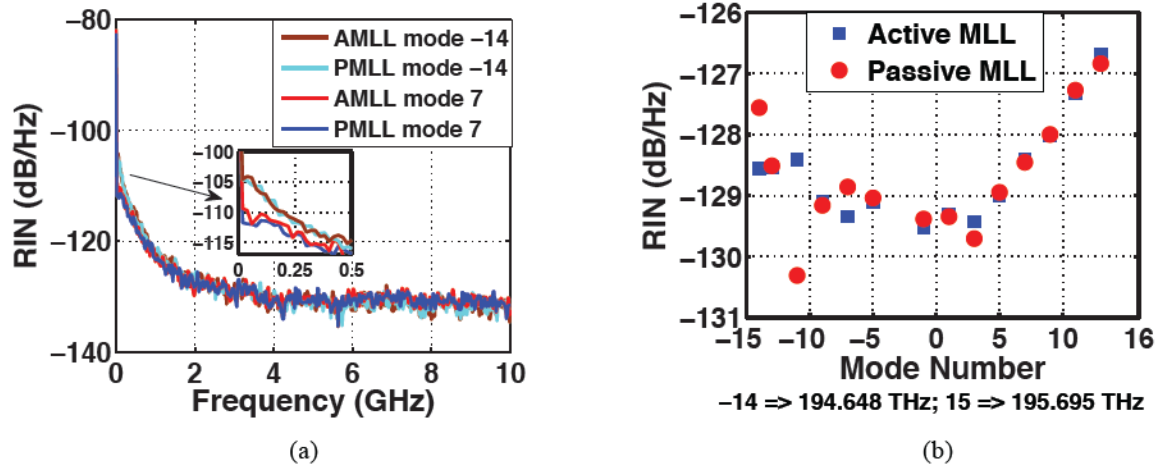 −80
−100
−120
−140
RIN (dB/Hz)
AMLL mode −14
PMLL mode −14
AMLL mode 7
PMLL mode 7
−100
−105
−110
−115
0 0.25 0.5
0 2 4 6 8 10
Frequency (GHz)
(a)
−126
−127
−128
−129
−130
−131
RIN (dB/Hz)
Active MLL
Passive MLL
−15 −10 −5 0 5 10 16
Mode Number
−14 => 194.648 THz; 15 => 195.695 THz
(b)